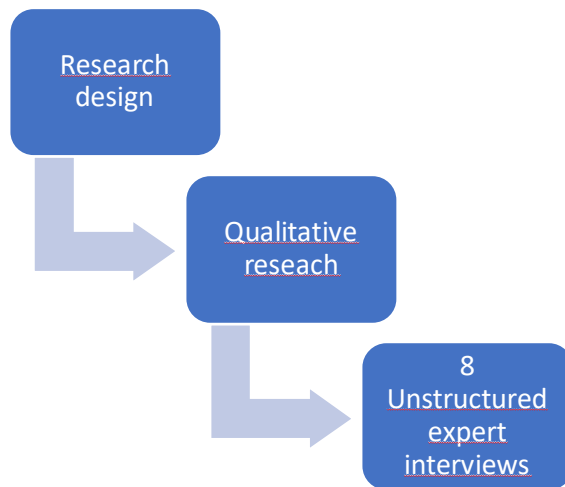 Research
design
Qualitative
reseach
8
Unstructured
expert
interviews